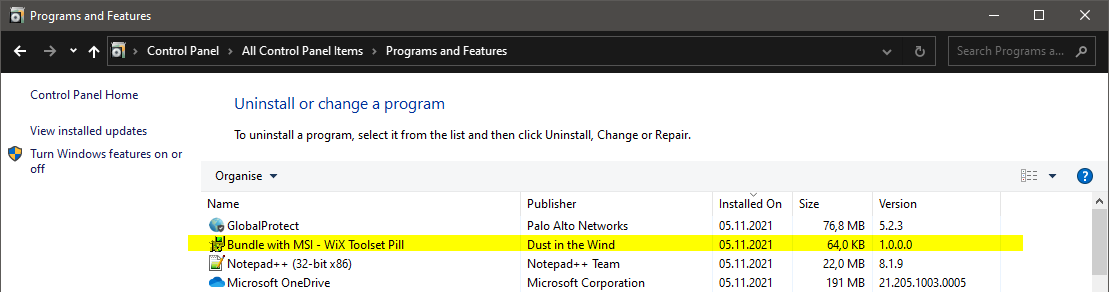 Programs and Features
Control Panel > All Control Panel Items > Programs and Features
Search Programs a...
Control Panel Home
View installed updates
Turn Windows features on or
off
Uninstall or change a program
To uninstall a program, select it from the list and then click Uninstall, Change or Repair.
Organise
Name Publisher Installed On Size Version
GlobalProtect Palo Alto Networks 05.11.2021 76,8 MB 5.2.3
Bundle with MSI - WiX Toolset Pill Dust in the Wind 05.11.2021 64,0 KB 1.0.0.0
Notepad++ (32-bit x86) Notepad++ Team 05.11.2021 22,0 MB 8.1.9
Microsoft OneDrive Microsoft Corporation 05.11.2021 191 MB 21.205.1003.0005